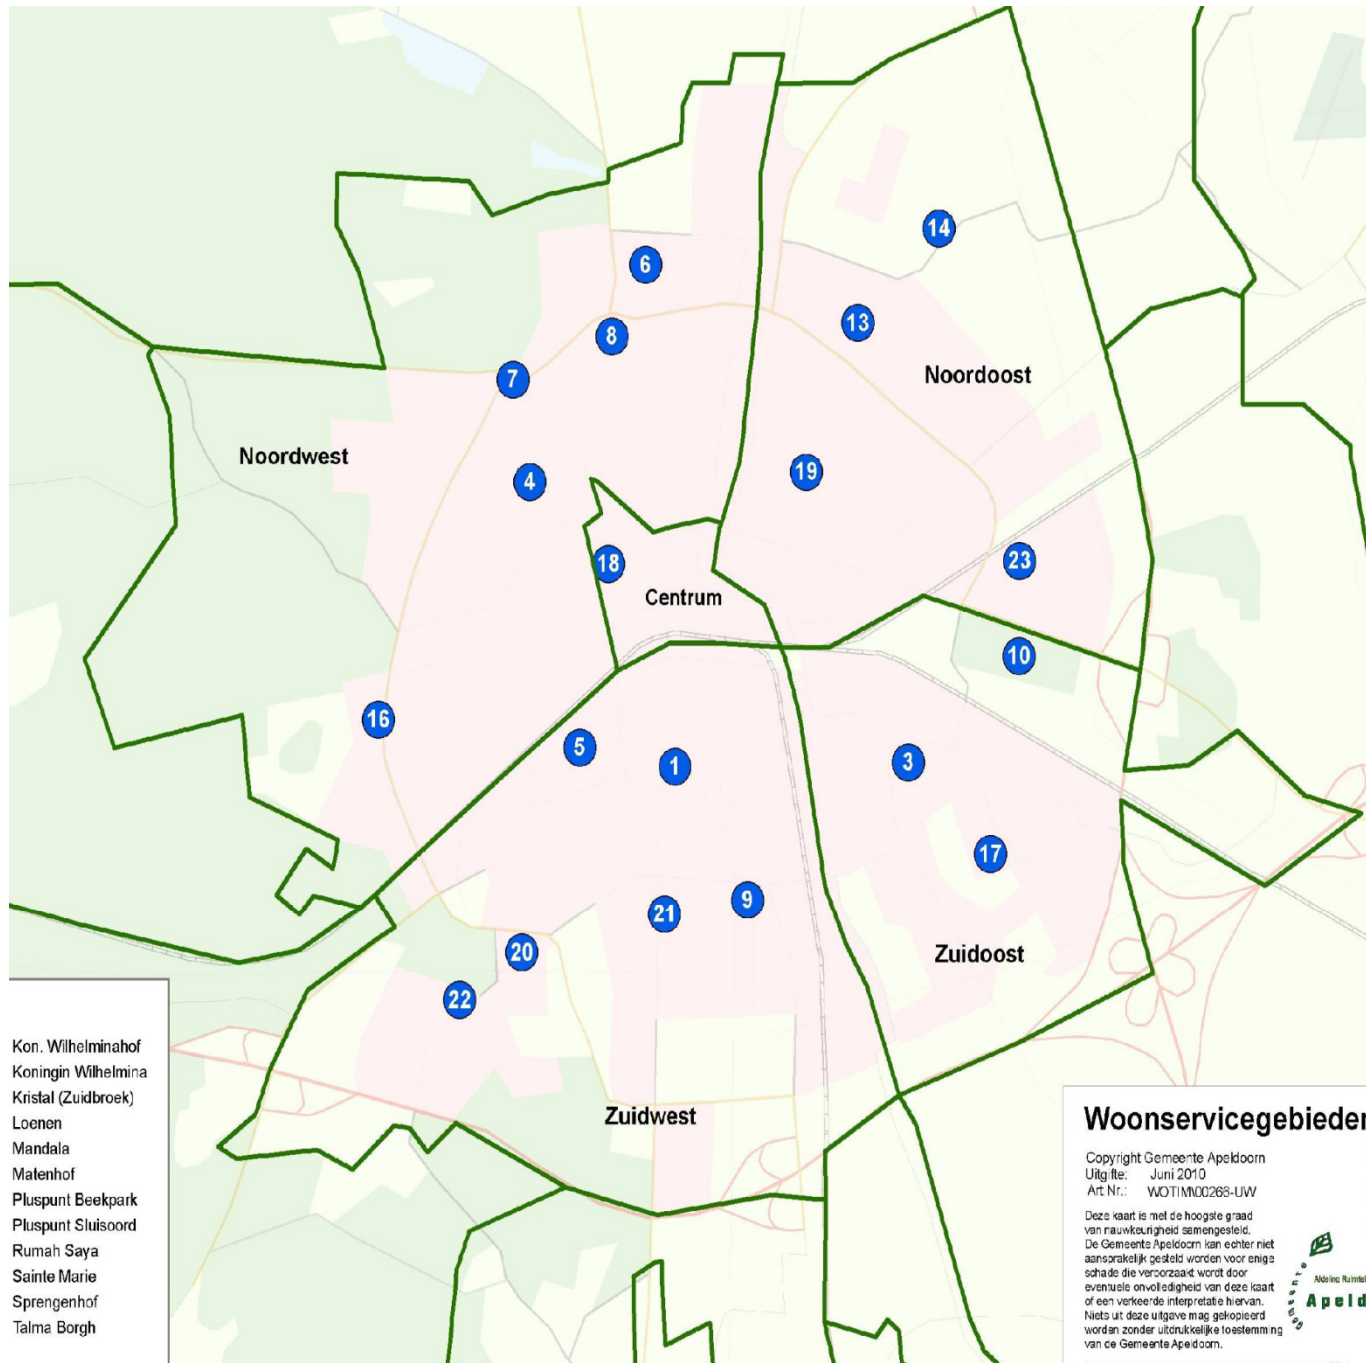 14
6
13
8
Noordoost
7
Noordwest
19
4
23
18
Centrum
10
16
5
1
3
17
9
21
20
Zuidoost
22
Zuidwest
Kon. Wilhelminahof
Koningin Wilhelmina
Kristal (Zuidbroek)
Loenen
Mandala
Matenhof
Pluspunt Beekpark
Pluspunt Sluisoord
Rumah Saya
Sainte Marie
Sprengenhof
Talma Borgh
Woonservicegebieden
Copyright Gemeente Apeldoorn
Uitgifte: Juni 2010
Art Nr.: WOTIM\00266-UW
Deze kaart is met de hoogste graad
van nauwkeurigheid samengesteld.
De Gemeente Apeldoorn kan echter niet
aansprakelijk gesteld worden voor enige
schade die veroorzaakt wordt door
eventuele onvolledigheid van deze kaart
of een verkeerde interpretatie hiervan.
Niets uit deze uitgave mag gekopieerd
worden zonder uitdrukkelijke toestemming
van de Gemeente Apeldoorn.
Gemeente
Apeld